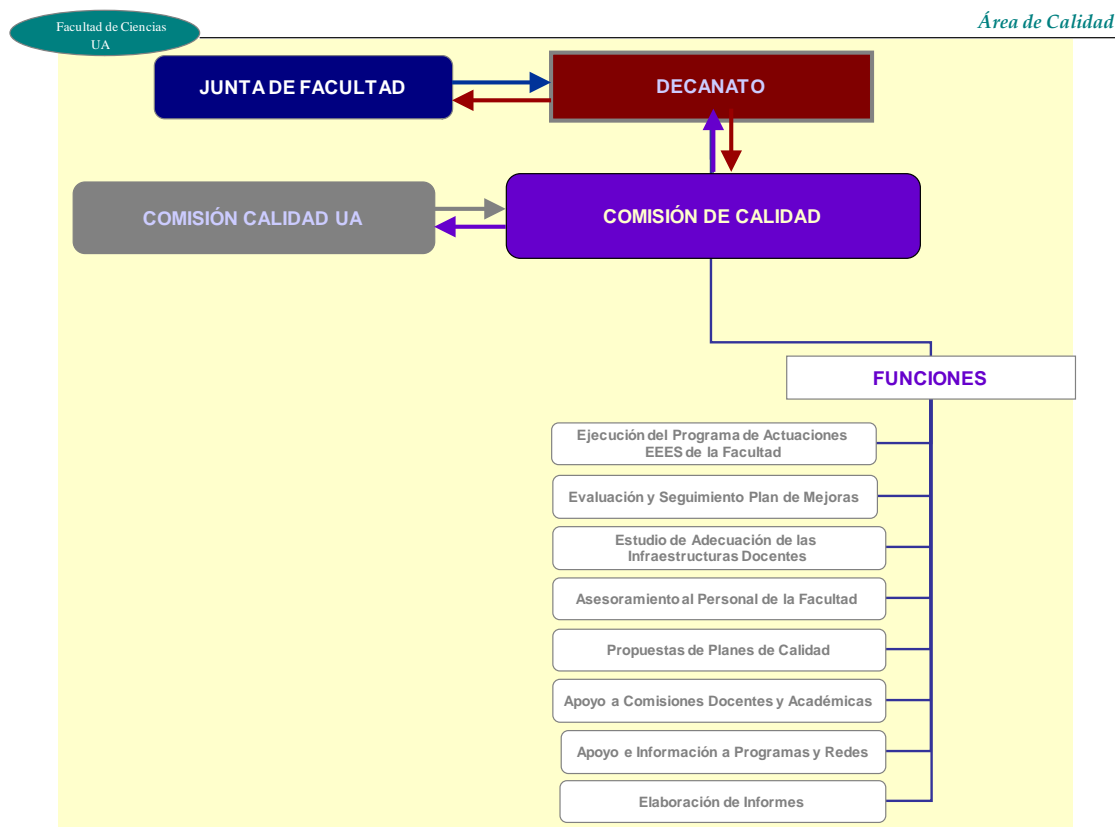 Facultad de Ciencias
UA
Área de Calidad
JUNTA DE FACULTAD
DECANATO
COMISIÓN CALIDAD UA
COMISIÓN DE CALIDAD
FUNCIONES
Ejecución del Programa de Actuaciones
EEES de la Facultad
Evaluación y Seguimiento Plan de Mejoras
Estudio de Adecuación de las
Infraestructuras Docentes
Asesoramiento al Personal de la Facultad
Propuestas de Planes de Calidad
Apoyo a Comisiones Docentes y Académicas
Apoyo e Información a Programas y Redes
Elaboración de Informes